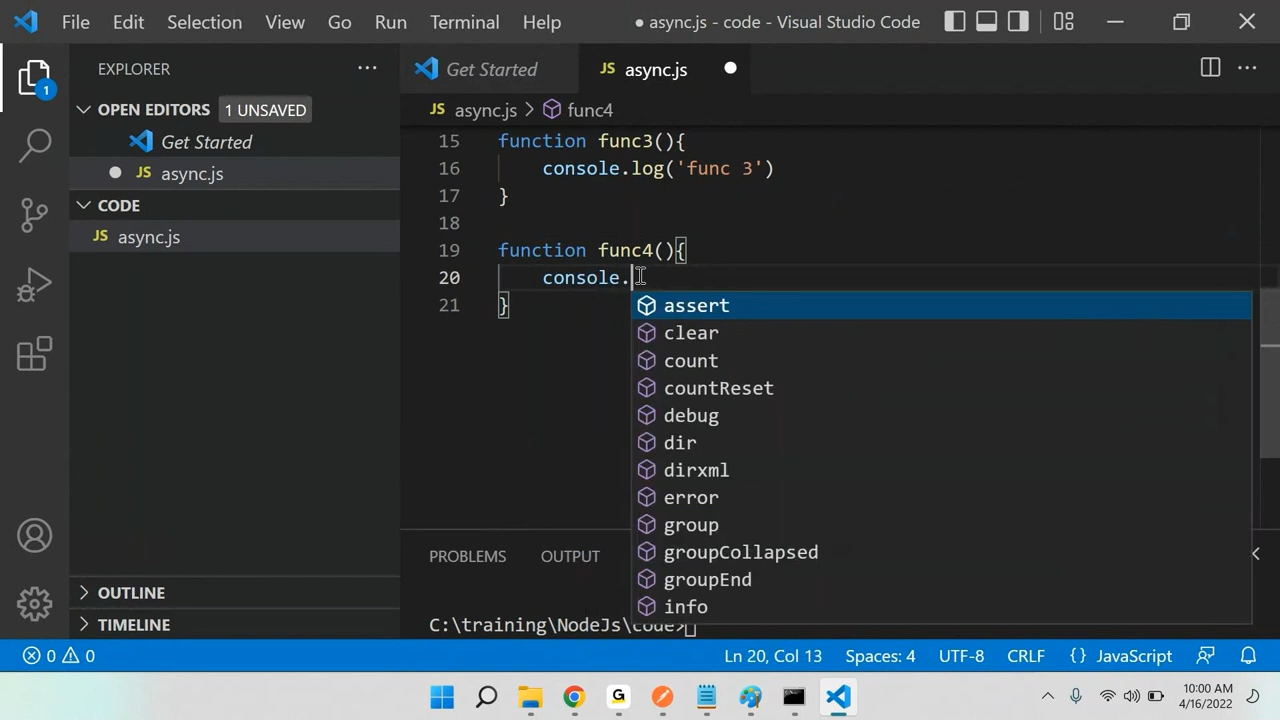 File Edit Selection View Go Run Terminal Help ● async.js - code - Visual Studio Code
EXPLORER ···
Get Started
JS async.js
OPEN EDITORS 1 UNSAVED
JS async.js > func4
Get Started
JS async.js
CODE
JS async.js
1
15 function func3(){
16 console.log('func 3')
17 }
18
19 function func4(){
20 console.
21 }
assert
clear
count
countReset
debug
dir
dirxml
error
group
groupCollapsed
groupEnd
info
PROBLEMS OUTPUT
C:\training\NodeJs\code>
OUTLINE
TIMELINE
0 0 Ln 20, Col 13 Spaces: 4 UTF-8 CRLF {} JavaScript
G
10:00 AM
4/16/2022